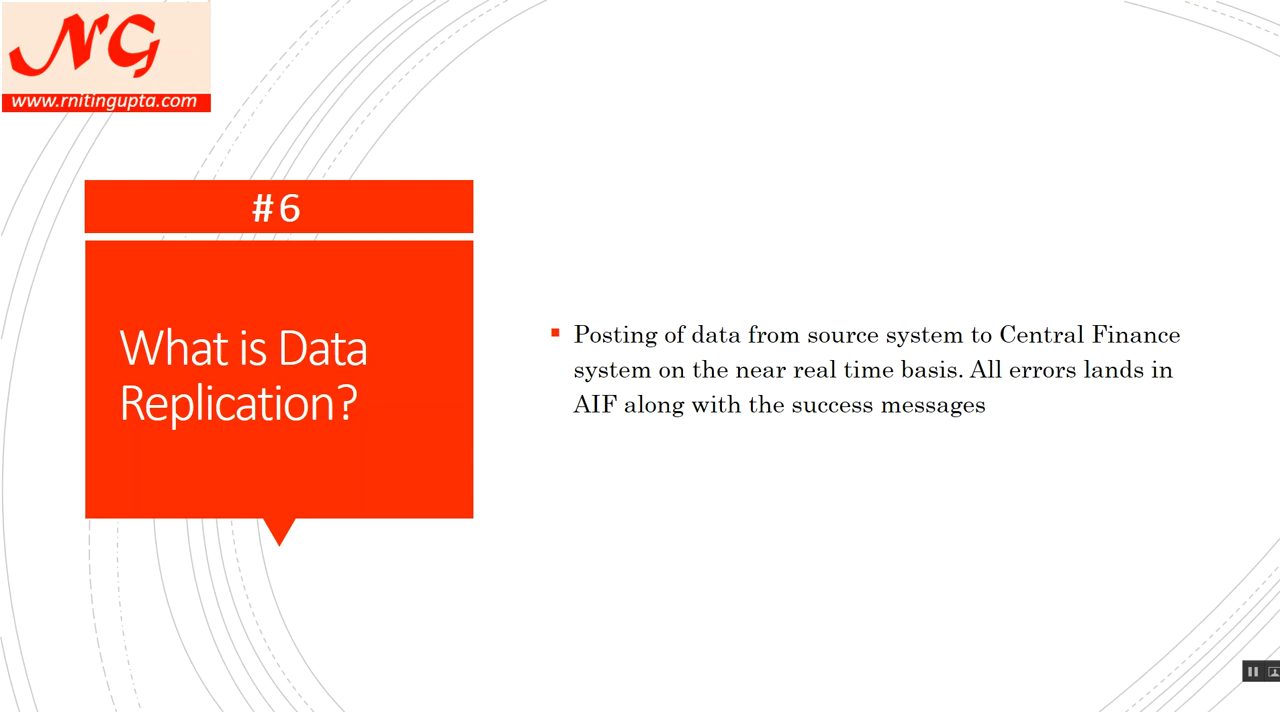 NG
www.rnitingupta.com
#6
What is Data
Replication?
Posting of data from source system to Central Finance
system on the near real time basis. All errors lands in
AIF along with the success messages